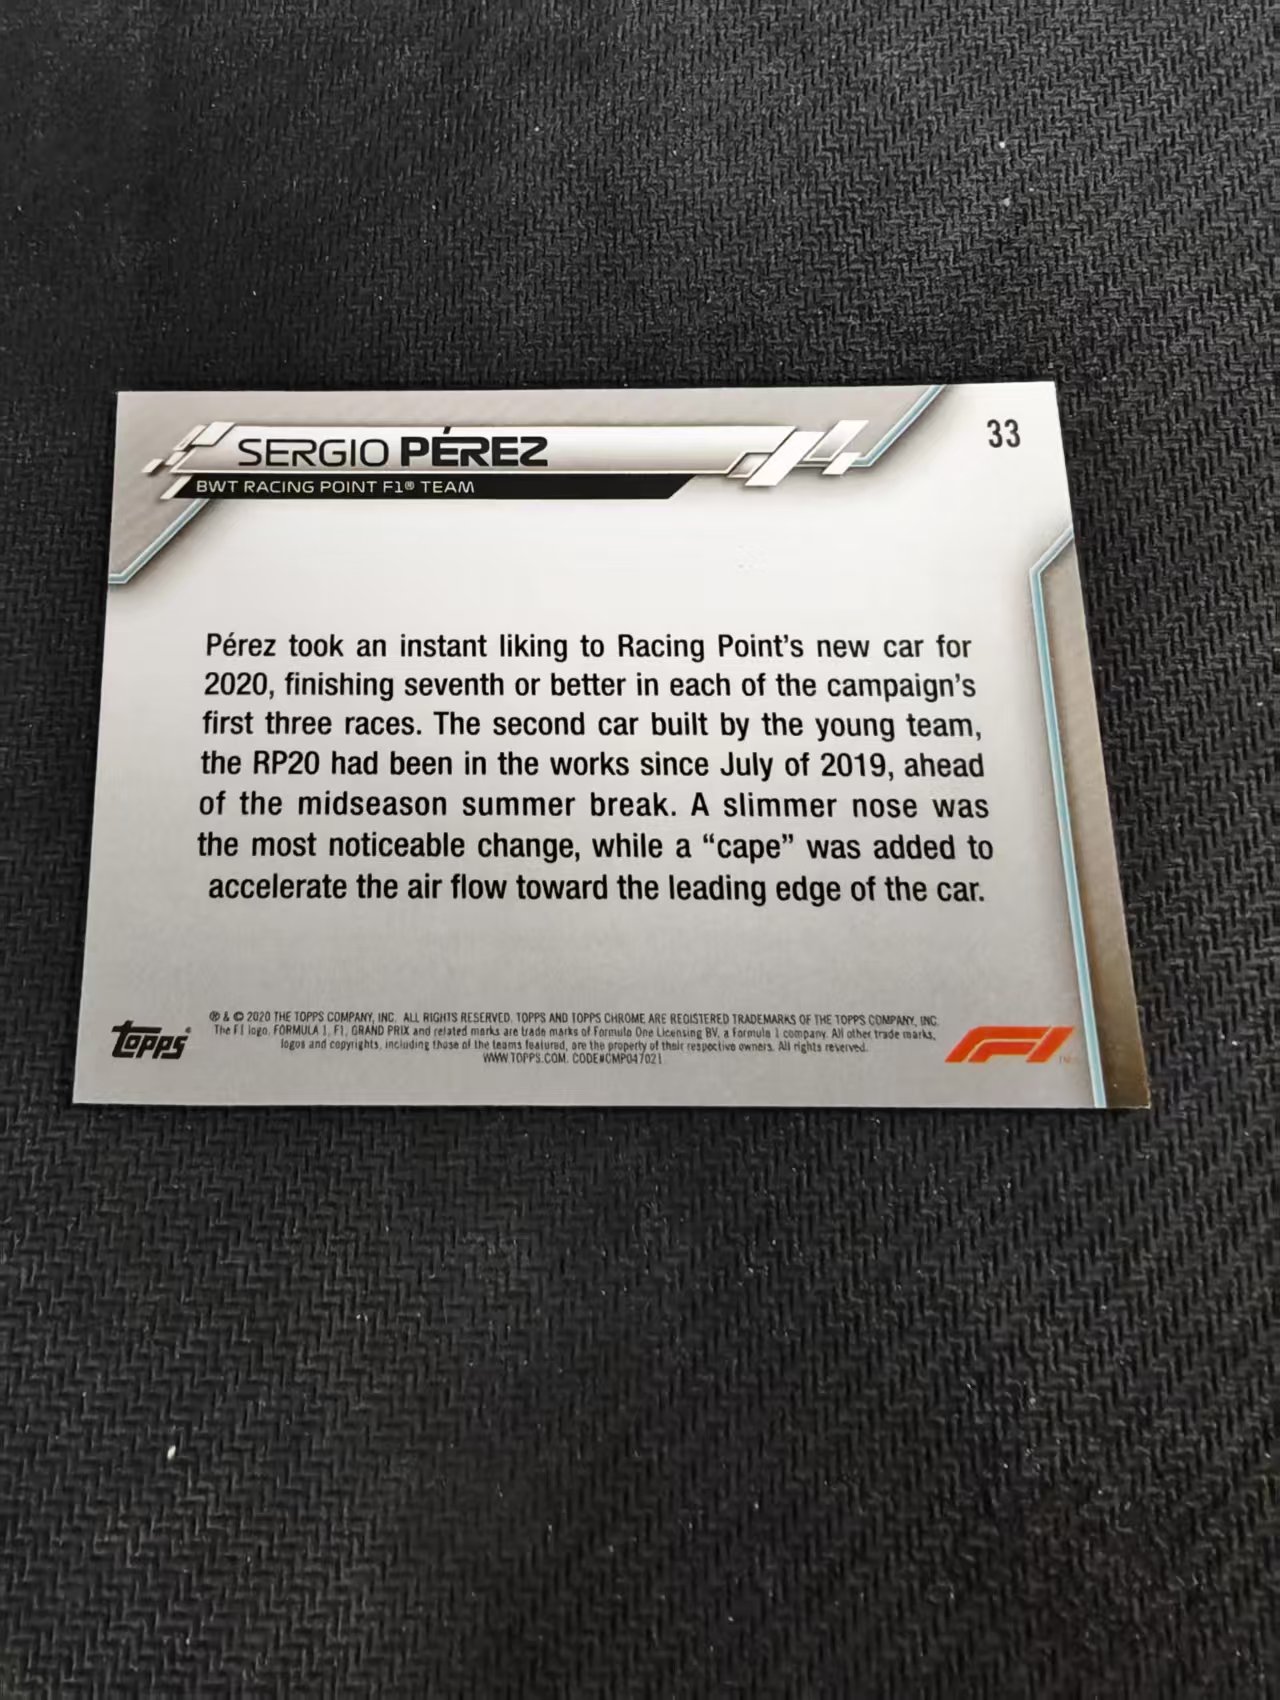 SERGIO PÉREZ
33
BWT RACING POINT F1® TEAM
Pérez took an instant liking to Racing Point's new car for
2020, finishing seventh or better in each of the campaign's
first three races. The second car built by the young team,
the RP20 had been in the works since July of 2019, ahead
of the midseason summer break. A slimmer nose was
the most noticeable change, while a “cape” was added to
accelerate the air flow toward the leading edge of the car.
® & © 2020 THE TOPPS COMPANY, INC. ALL RIGHTS RESERVED. TOPPS AND TOPPS CHROME ARE REGISTERED TRADEMARKS OF THE TOPPS COMPANY, INC.
The F1 logo, FORMULA 1, F1, GRAND PRIX and related marks are trade marks of Formula One Licensing BV, a Formula 1 company. All other trade marks,
logos and copyrights, including those of the teams featured, are the property of their respective owners. All rights reserved.
WWW.TOPPS.COM. CODE#CMP047021
Topps®
F1™